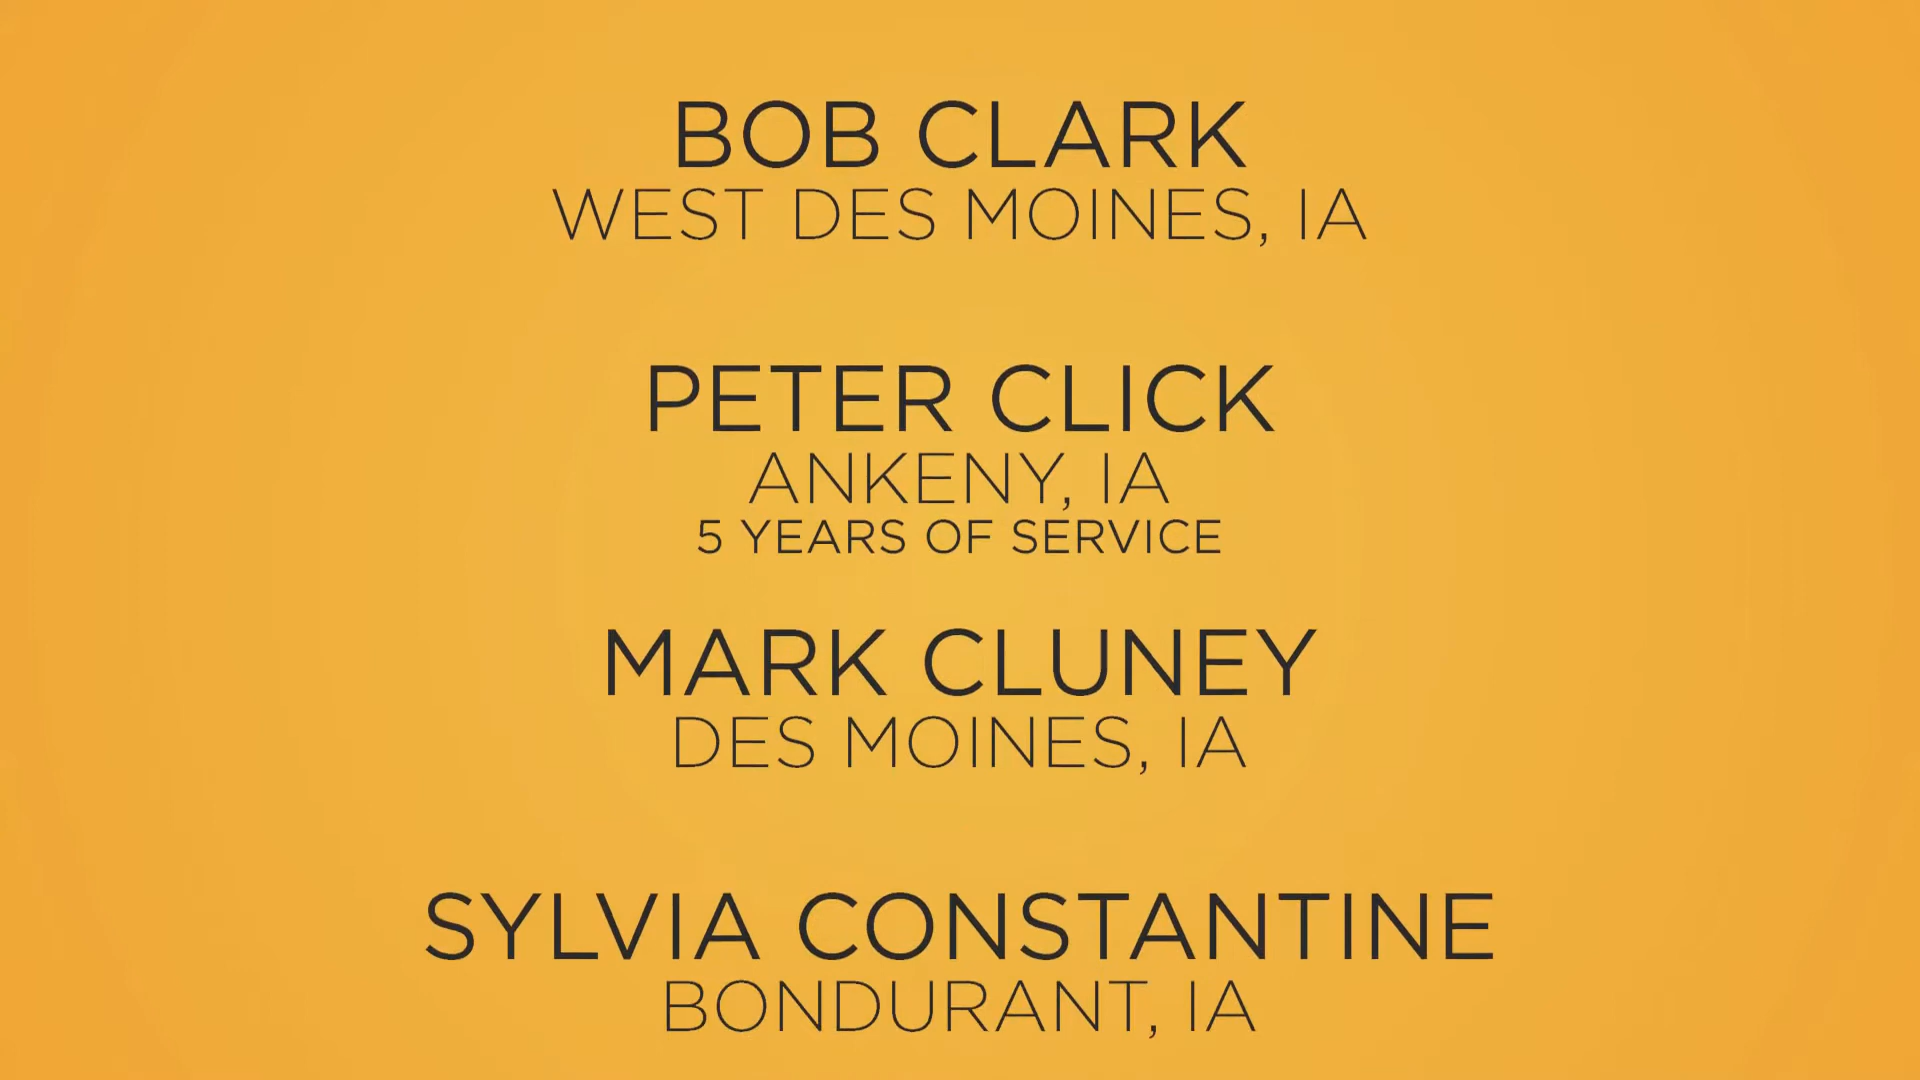 BOB CLARK
WEST DES MOINES, IA
PETER CLICK
ANKENY, IA
5 YEARS OF SERVICE
MARK CLUNEY
DES MOINES, IA
SYLVIA CONSTANTINE
BONDURANT, IA